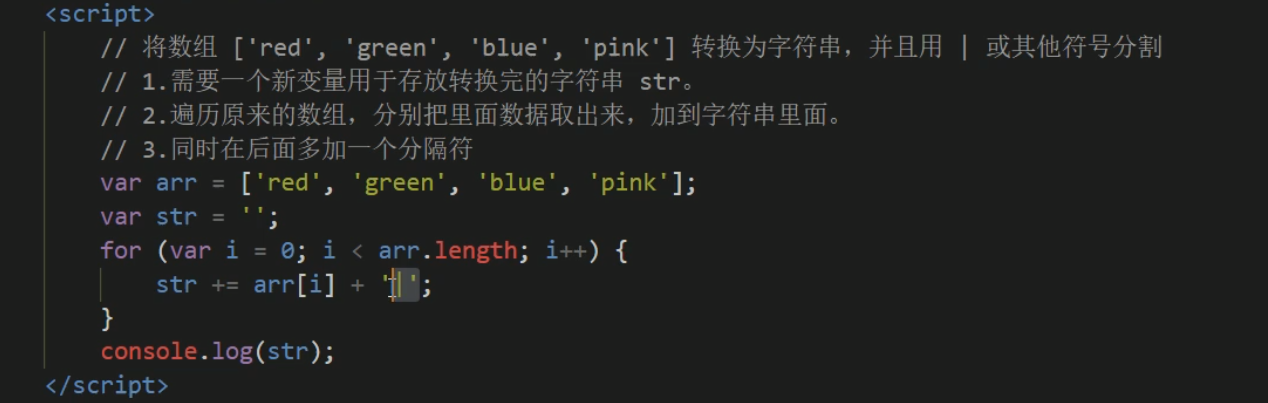 <script>
// 将数组 ['red', 'green', 'blue', 'pink'] 转换为字符串，并且用 | 或其他符号分割
// 1.需要一个新变量用于存放转换完的字符串 str。
// 2.遍历原来的数组，分别把里面数据取出来，加到字符串里面。
// 3.同时在后面多加一个分隔符
var arr = ['red', 'green', 'blue', 'pink'];
var str = '';
for (var i = 0; i < arr.length; i++) {
str += arr[i] + '|';
}
console.log(str);
</script>